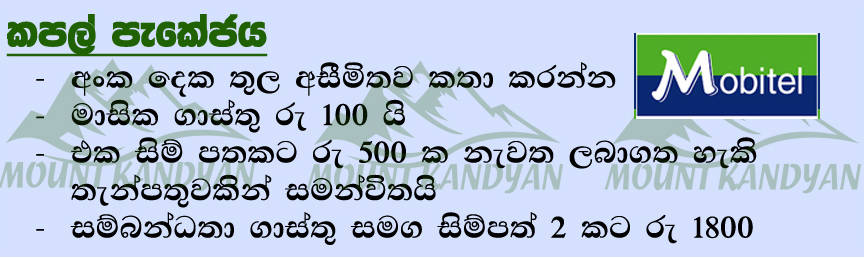 කපල් පැකේජය
- අංක දෙක තුල අසීමිතව කතා කරන්න
Mobitel
- මාසික ගාස්තු රු 100 යි
- එක සිම් පතකට රු 500 ක නැවත ලබාගත හැකි
තැන්පතුවකින් සමන්විතයි
MOUNT KANDYAN MOUNT KANDYAN MOUNT KANDYAN
- සම්බන්ධතා ගාස්තු සමග සිම්පත් 2 කට රු 1800